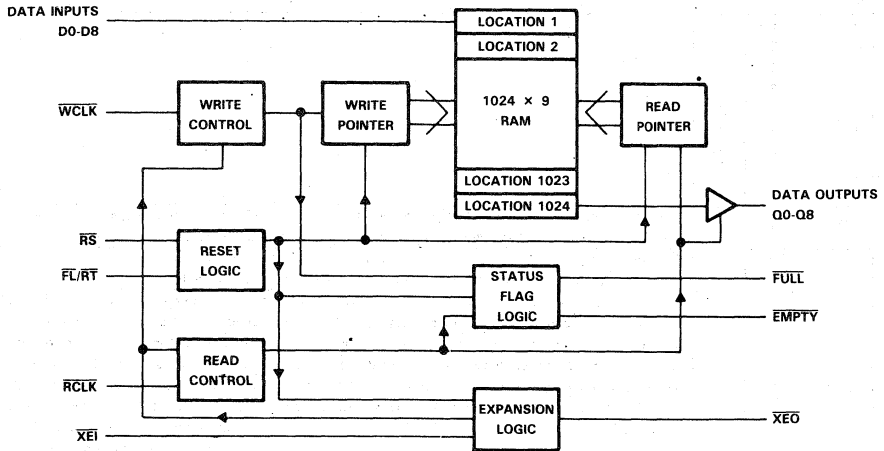 DATA INPUTS
D0-D8
LOCATION 1
LOCATION 2
1024 × 9
RAM
LOCATION 1023
LOCATION 1024
WCLK
WRITE
CONTROL
WRITE
POINTER
READ
POINTER
DATA OUTPUTS
Q0-Q8
RS
FL/RT
RESET
LOGIC
STATUS
FLAG
LOGIC
FULL
EMPTY
READ
CONTROL
RCLK
XEI
EXPANSION
LOGIC
XEO